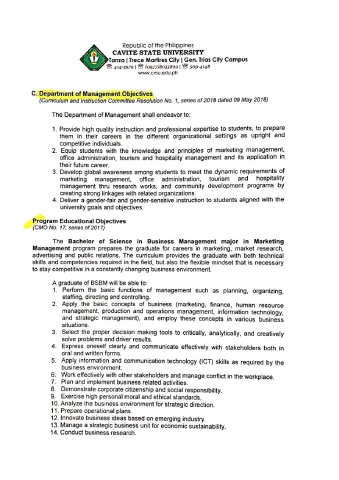 Republic of the Philippines
CAVITE STATE UNIVERSITY
Tanza | Trece Martires City | Gen. Trias City Campus
www.cvsu.edu.ph
C. Department of Management Objectives
(Curriculum and Instruction Committee Resolution No. 1, series of 2018 dated 09 May 2018)
The Department of Management shall endeavor to:
1. Provide high quality instruction and professional expertise to students, to prepare
them in their careers in the different organizational settings as upright and
competitive individuals.
2. Equip students with the knowledge and principles of marketing management,
office administration, tourism and hospitality management and its application in
their future career.
3. Develop global awareness among students to meet the dynamic requirements of
marketing management, office administration, tourism and hospitality
management thru research works, and community development programs by
creating strong linkages with related organizations.
4. Deliver a gender-fair and gender-sensitive instruction to students aligned with the
university goals and objectives.
Program Educational Objectives
(CMO No. 17, series of 2017)
The Bachelor of Science in Business Management major in Marketing
Management program prepares the graduate for careers in marketing, market research,
advertising and public relations. The curriculum provides the graduate with both technical
skills and competencies required in the field, but also the flexible mindset that is necessary
to stay competitive in a constantly changing business environment.
A graduate of BSBM will be able to:
1. Perform the basic functions of management such as planning, organizing,
staffing, directing and controlling.
2. Apply the basic concepts of business (marketing, finance, human resource
management, production and operations management, information technology,
and strategic management), and employ these concepts in various business
situations.
3. Select the proper decision making tools to critically, analytically, and creatively
solve problems and driver results.
4. Express oneself clearly and communicate effectively with stakeholders both in
oral and written forms.
5. Apply information and communication technology (ICT) skills as required by the
business environment.
6. Work effectively with other stakeholders and manage conflict in the workplace.
7. Plan and implement business related activities.
8. Demonstrate corporate citizenship and social responsibility.
9. Exercise high personal moral and ethical standards.
10. Analyze the business environment for strategic direction.
11. Prepare operational plans.
12. Innovate business ideas based on emerging industry.
13. Manage a strategic business unit for economic sustainability.
14. Conduct business research.